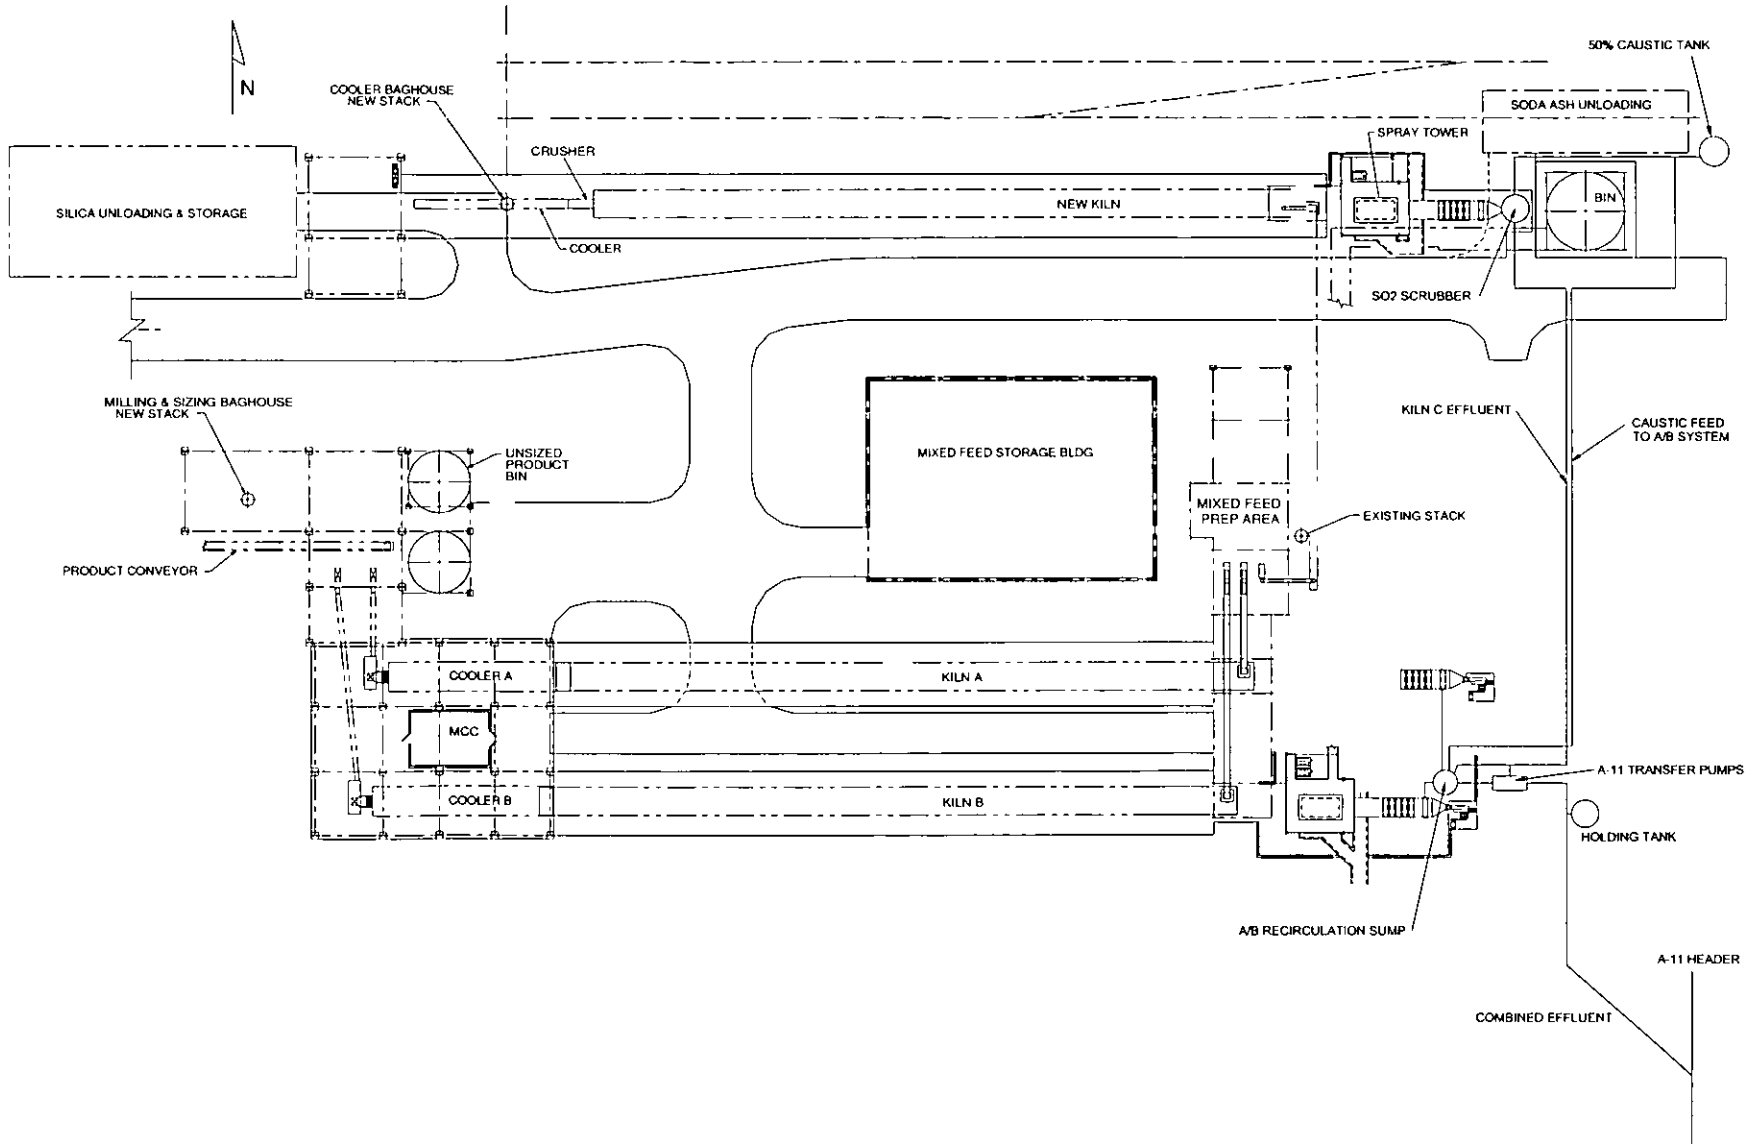 50% CAUSTIC TANK
N
COOLER BAGHOUSE
NEW STACK
SODA ASH UNLOADING
SPRAY TOWER
CRUSHER
SILICA UNLOADING & STORAGE
NEW KILN
BIN
COOLER
SO2 SCRUBBER
MILLING & SIZING BAGHOUSE
NEW STACK
KILN C EFFLUENT
CAUSTIC FEED
TO A/B SYSTEM
UNSIZED
PRODUCT
BIN
MIXED FEED STORAGE BLDG
MIXED FEED
PREP AREA
EXISTING STACK
PRODUCT CONVEYOR
COOLER A
KILN A
MCC
A-11 TRANSFER PUMPS
COOLER B
KILN B
HOLDING TANK
A/B RECIRCULATION SUMP
A-11 HEADER
COMBINED EFFLUENT